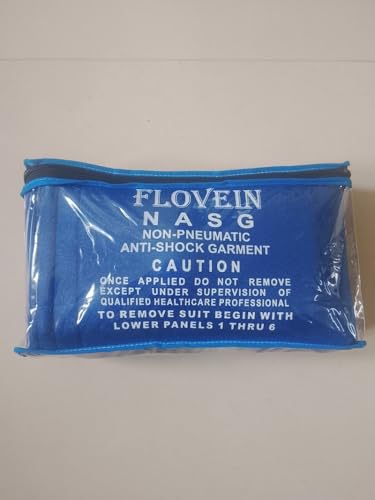 FLOVEIN
NASG
NON-PNEUMATIC
ANTI-SHOCK GARMENT
CAUTION
ONCE APPLIED DO NOT REMOVE
EXCEPT UNDER SUPERVISION OF
QUALIFIED HEALTHCARE PROFESSIONAL
TO REMOVE SUIT BEGIN WITH
LOWER PANELS 1 THRU 6